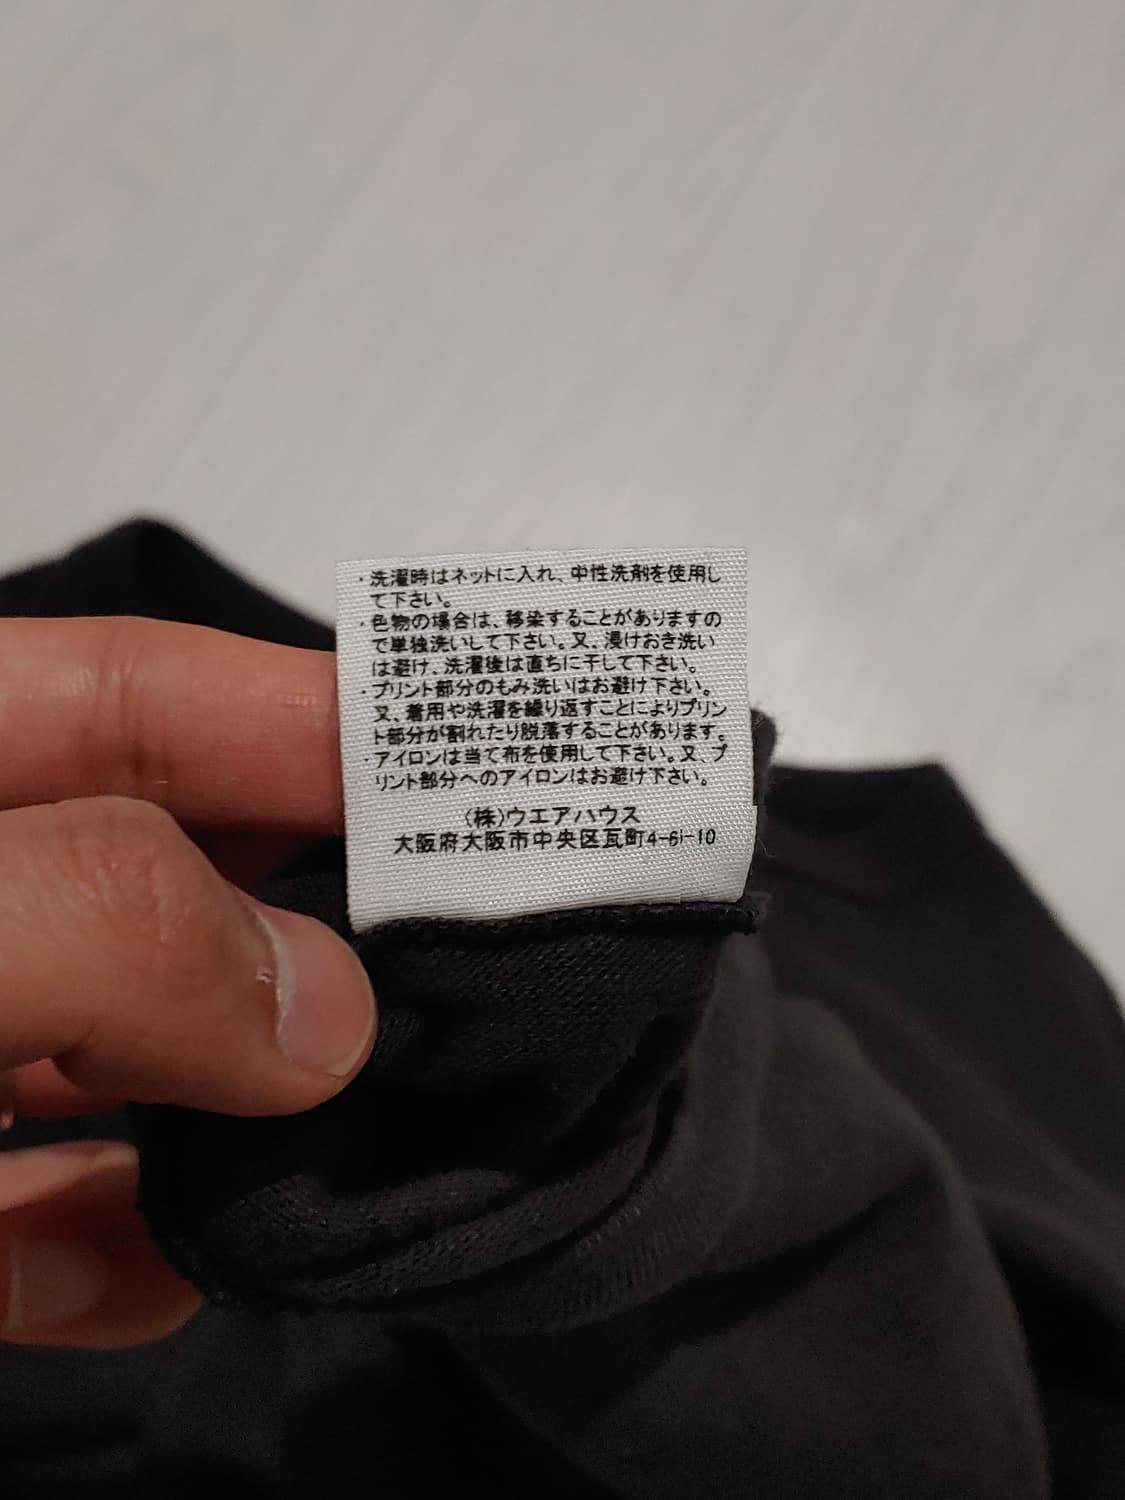 ・洗濯時はネットに入れ、中性洗剤を使用し
て下さい。
・色物の場合は、移染することがありますの
で単独洗いして下さい。又、浸けおき洗い
は避け、洗濯後は直ちに干して下さい。
・プリント部分のもみ洗いはお避け下さい。
又、着用や洗濯を繰り返すことによりプリン
ト部分が割れたり脱落することがあります。
・アイロンは当て布を使用して下さい。又、プ
リント部分へのアイロンはお避け下さい。
(株)ウエアハウス
大阪府大阪市中央区瓦町4-6-10